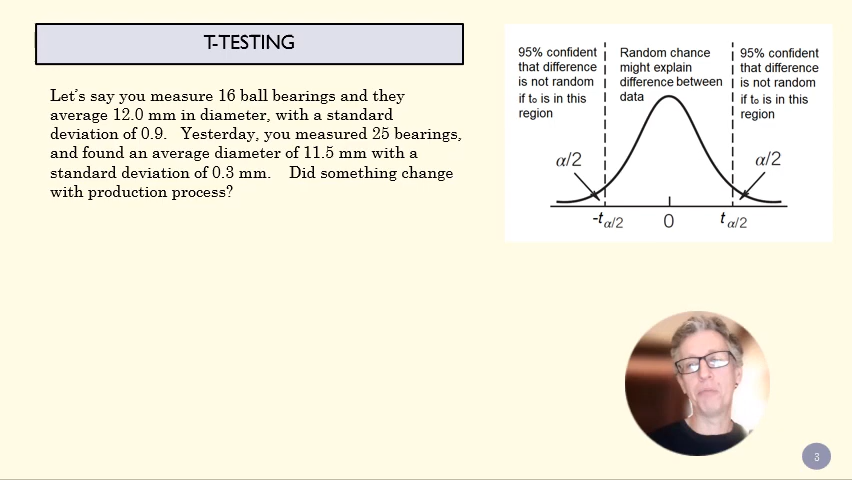 T-TESTING
Let's say you measure 16 ball bearings and they
average 12.0 mm in diameter, with a standard
deviation of 0.9. Yesterday, you measured 25 bearings,
and found an average diameter of 11.5 mm with a
standard deviation of 0.3 mm. Did something change
with production process?
95% confident
that difference
is not random
if t₀ is in this
region
Random chance
might explain
difference between
data
95% confident
that difference
is not random
if t₀ is in this
region
α/2
α/2
-tα/2
0
tα/2
3